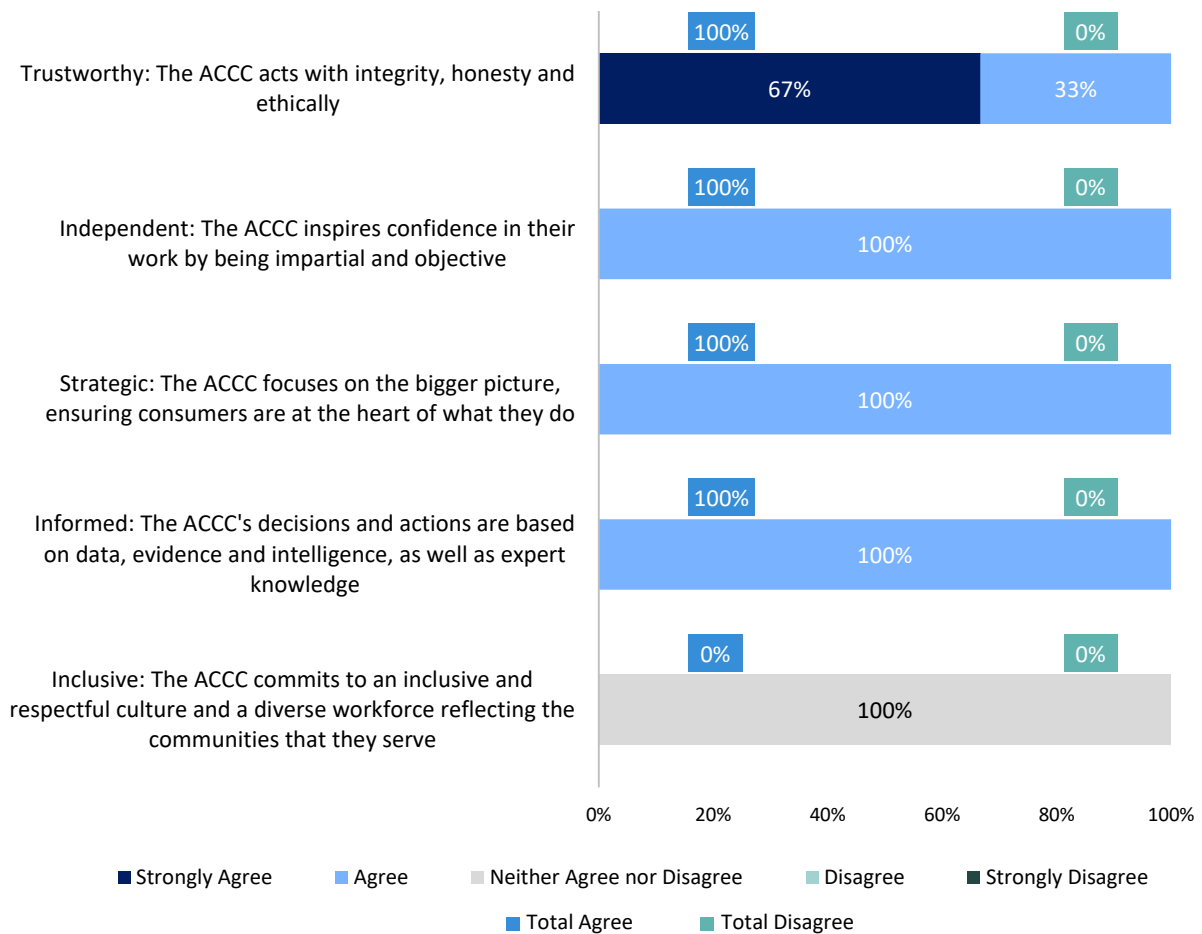 100% 0%
Trustworthy: The ACCC acts with integrity, honesty and
ethically
67% 33%
100% 0%
Independent: The ACCC inspires confidence in their
work by being impartial and objective
100%
100% 0%
Strategic: The ACCC focuses on the bigger picture,
ensuring consumers are at the heart of what they do
100%
100% 0%
Informed: The ACCC's decisions and actions are based
on data, evidence and intelligence, as well as expert
knowledge
100%
0% 0%
Inclusive: The ACCC commits to an inclusive and
respectful culture and a diverse workforce reflecting the
communities that they serve
100%
0% 20% 40% 60% 80% 100%
Strongly Agree Agree Neither Agree nor Disagree Disagree Strongly Disagree
Total Agree Total Disagree